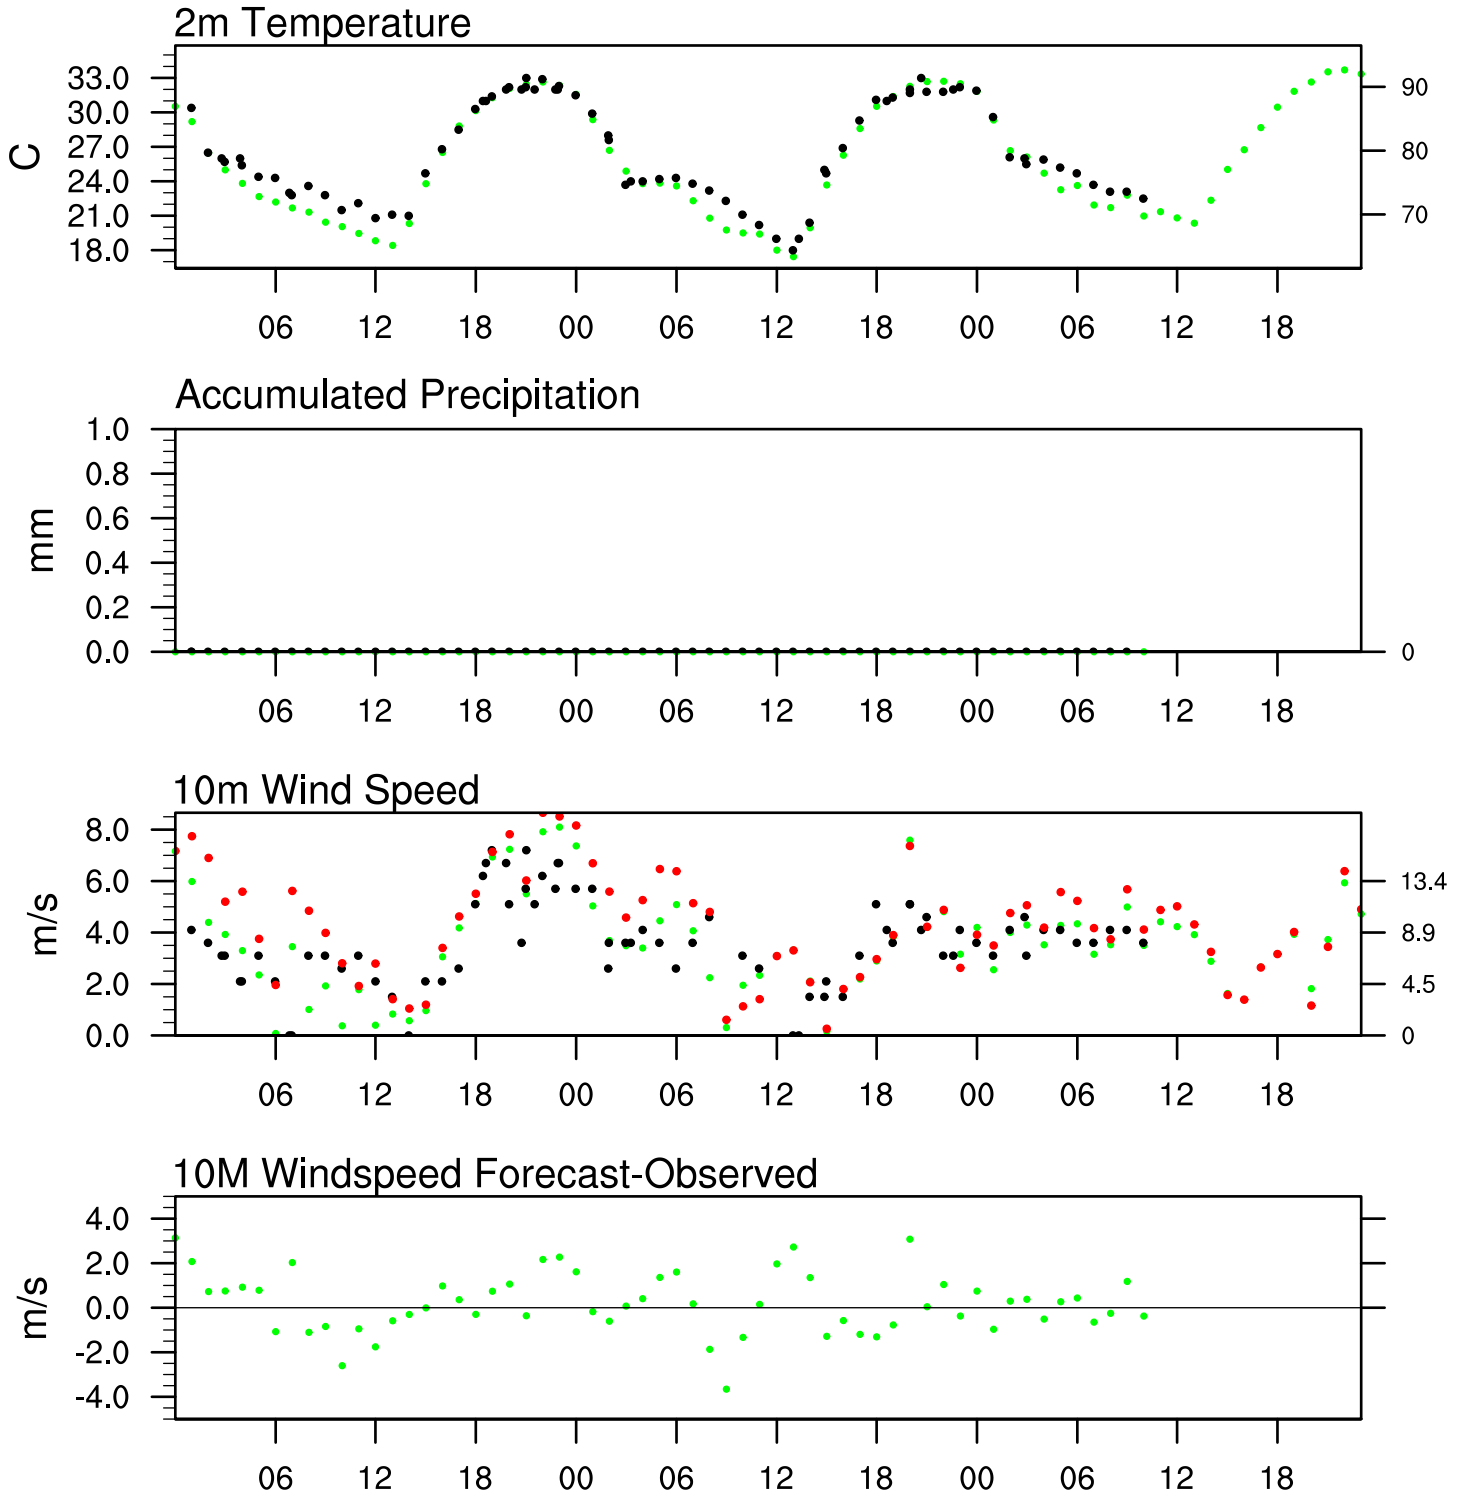 2m Temperature
33.0
30.0
27.0
24.0
21.0
18.0
C
90
80
70
06 12 18 00 06 12 18 00 06 12 18
Accumulated Precipitation
1.0
0.8
0.6
0.4
0.2
0.0
mm
0
06 12 18 00 06 12 18 00 06 12 18
10m Wind Speed
8.0
6.0
4.0
2.0
0.0
m/s
13.4
8.9
4.5
0
06 12 18 00 06 12 18 00 06 12 18
10M Windspeed Forecast-Observed
4.0
2.0
0.0
-2.0
-4.0
m/s
06 12 18 00 06 12 18 00 06 12 18